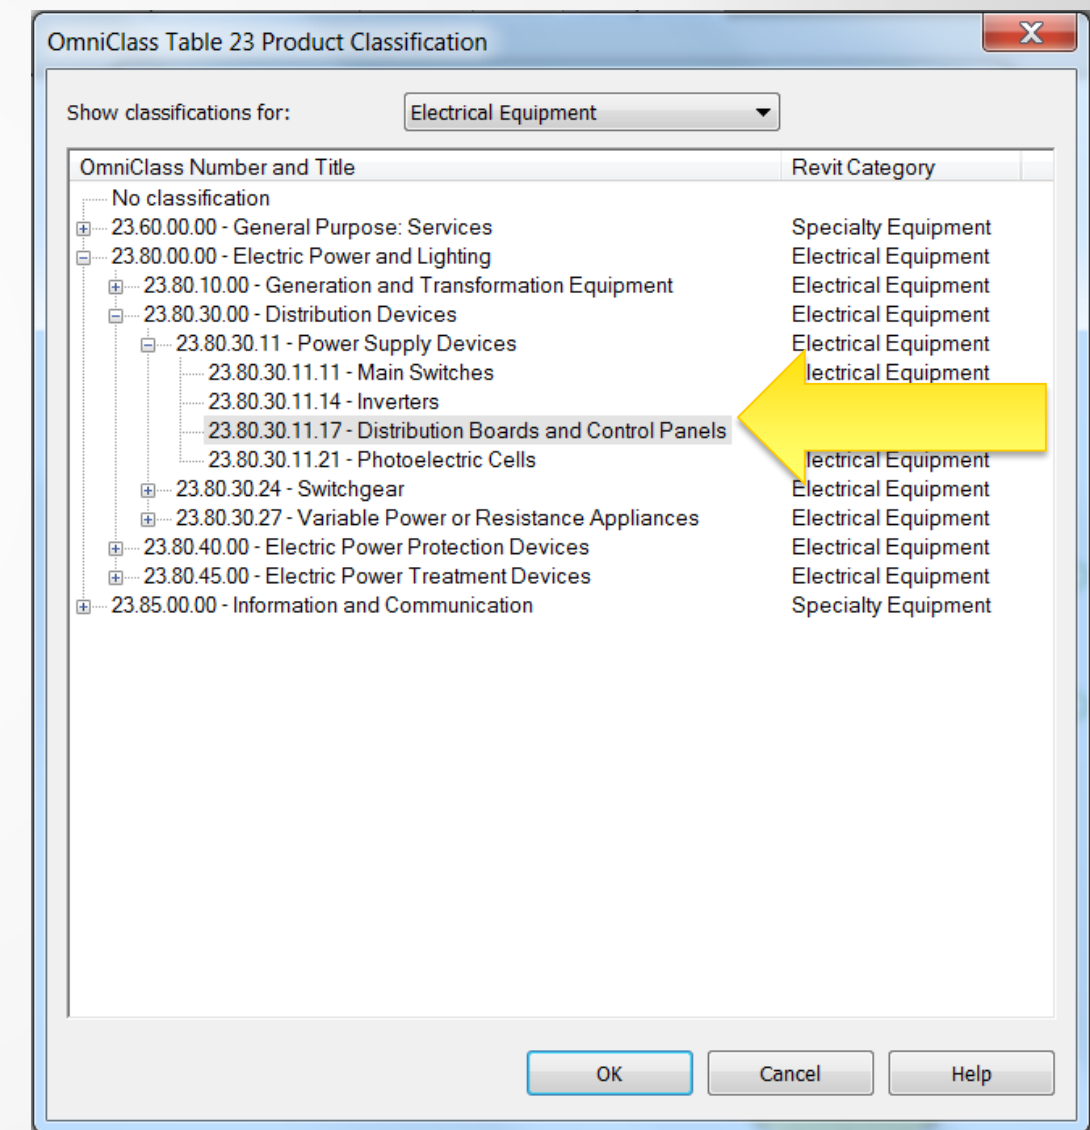 OmniClass Table 23 Product Classification
Show classifications for: Electrical Equipment
OmniClass Number and Title Revit Category
No classification
23.60.00.00 - General Purpose: Services Specialty Equipment
23.80.00.00 - Electric Power and Lighting Electrical Equipment
23.80.10.00 - Generation and Transformation Equipment Electrical Equipment
23.80.30.00 - Distribution Devices Electrical Equipment
23.80.30.11 - Power Supply Devices Electrical Equipment
23.80.30.11.11 - Main Switches Electrical Equipment
23.80.30.11.14 - Inverters
23.80.30.11.17 - Distribution Boards and Control Panels
23.80.30.11.21 - Photoelectric Cells Electrical Equipment
23.80.30.24 - Switchgear Electrical Equipment
23.80.30.27 - Variable Power or Resistance Appliances Electrical Equipment
23.80.40.00 - Electric Power Protection Devices Electrical Equipment
23.80.45.00 - Electric Power Treatment Devices Electrical Equipment
23.85.00.00 - Information and Communication Specialty Equipment
OK Cancel Help